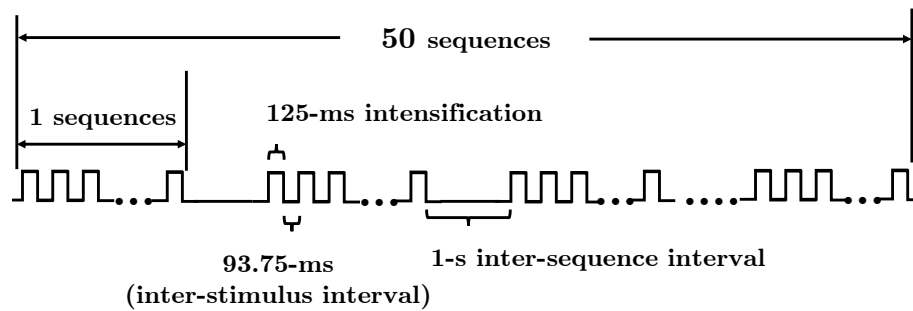 50 sequences
1 sequences
125-ms intensification
93.75-ms
(inter-stimulus interval)
1-s inter-sequence interval